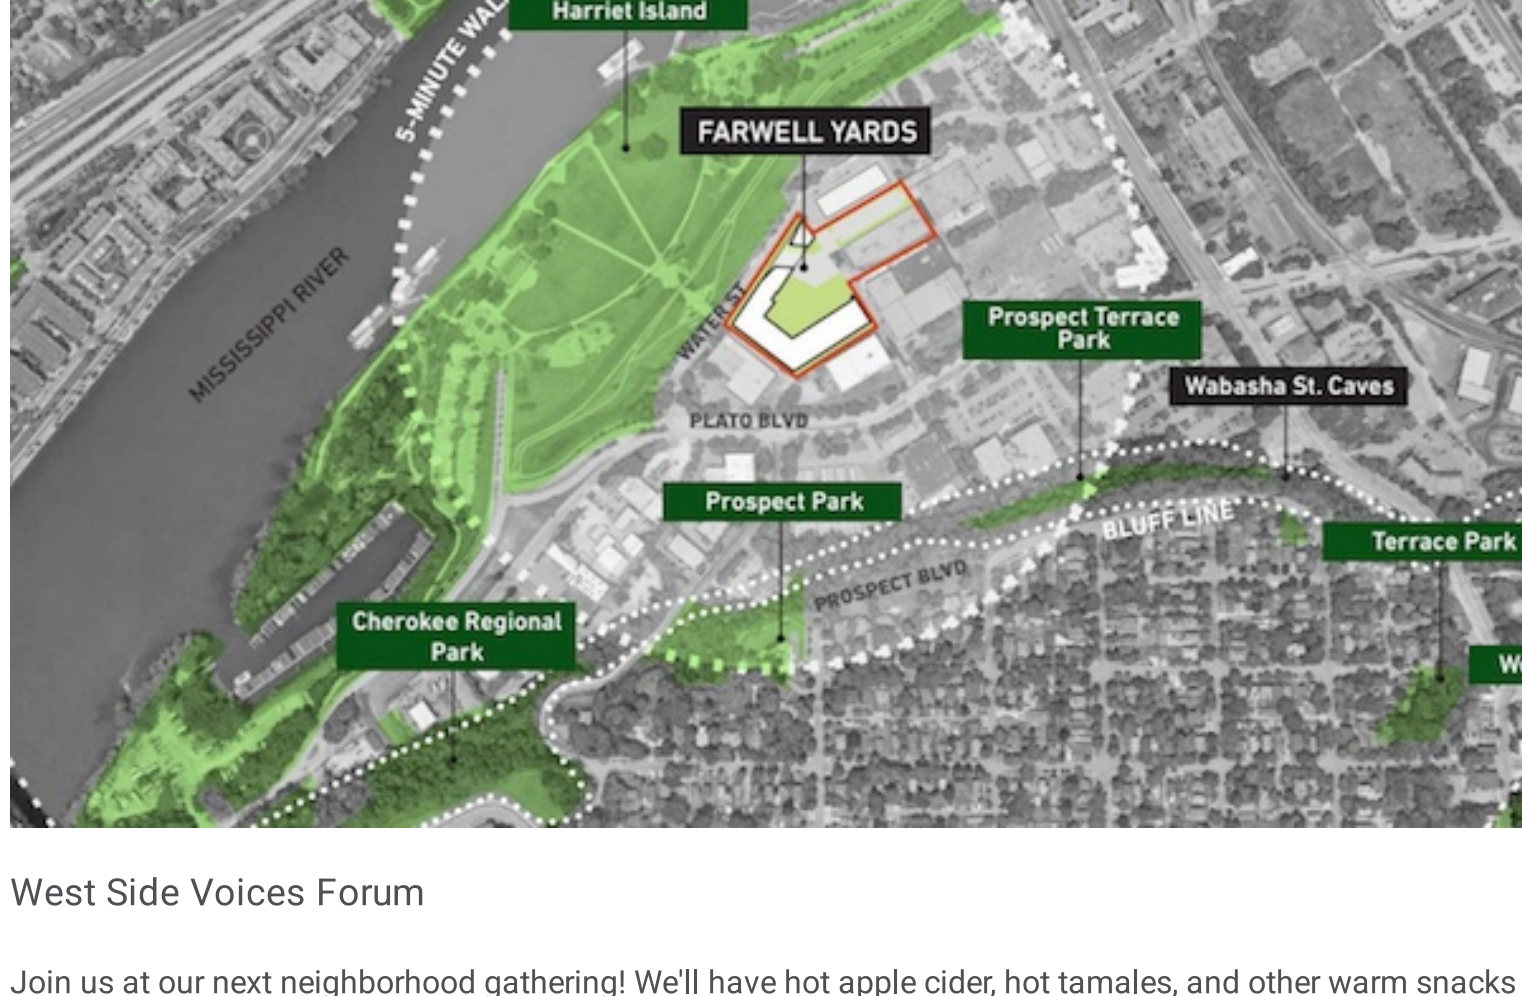 Harriet Island
5-MINUTE WAL
FARWELL YARDS
MISSISSIPPI RIVER
WATER ST
Prospect Terrace
Park
Wabasha St. Caves
PLATO BLVD
Prospect Park
BLUFF LINE
Terrace Park
PROSPECT BLVD
Cherokee Regional
Park
West Side Voices Forum
Join us at our next neighborhood gathering! We'll have hot apple cider, hot tamales, and other warm snacks